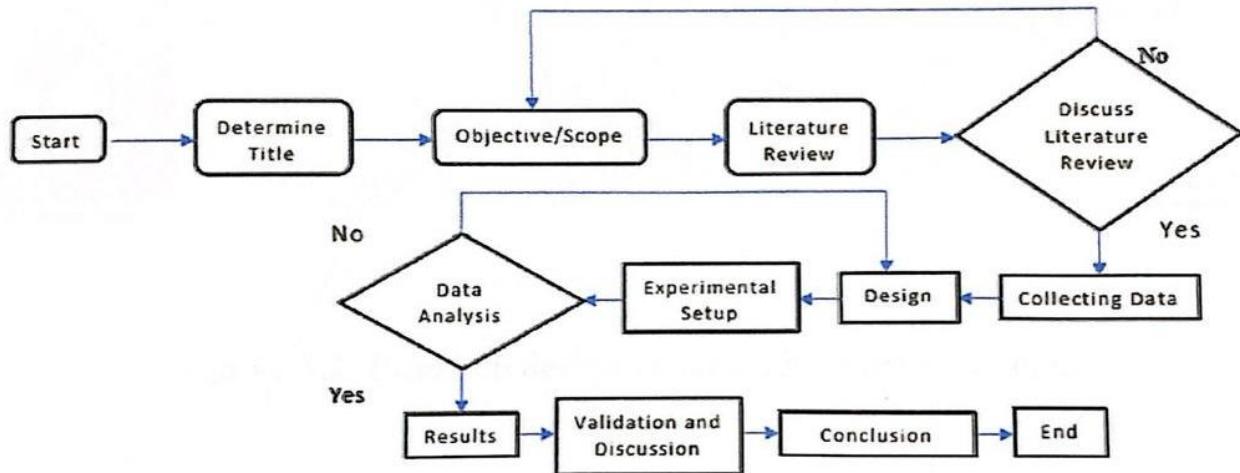 No
Start
Determine
Title
Objective/Scope
Literature
Review
Discuss
Literature
Review
Yes
No
Data
Analysis
Experimental
Setup
Design
Collecting Data
Yes
Results
Validation and
Discussion
Conclusion
End